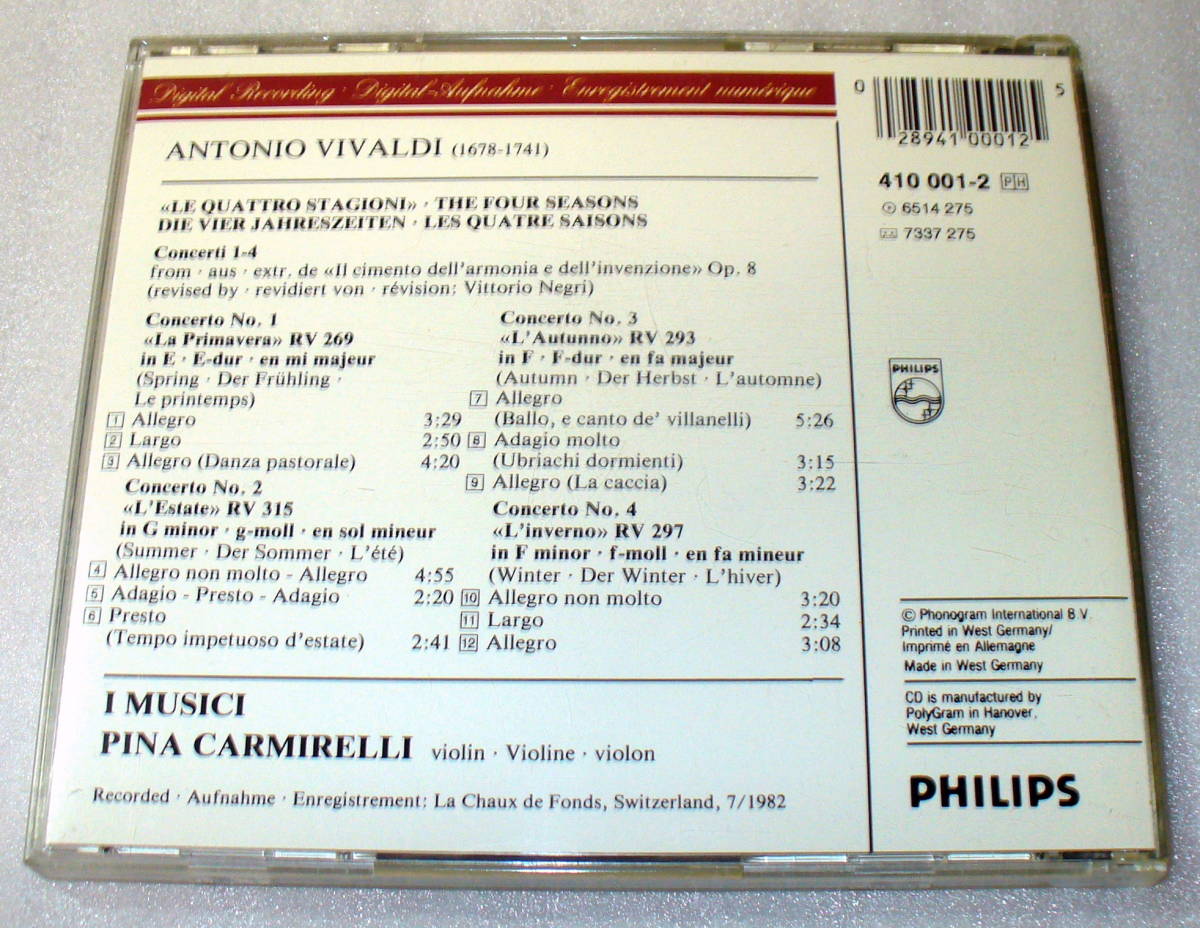 Digital Recording · Digital-Aufnahme · Enregistrement numérique
ANTONIO VIVALDI (1678-1741)
«LE QUATTRO STAGIONI» · THE FOUR SEASONS
DIE VIER JAHRESZEITEN · LES QUATRE SAISONS
Concerti 1-4
from · aus · extr. de «Il cimento dell'armonia e dell'invenzione» Op. 8
(revised by · revidiert von · révision: Vittorio Negri)
Concerto No. 1
«La Primavera» RV 269
in E · E-dur · en mi majeur
(Spring · Der Frühling ·
Le printemps)
1 Allegro 3:29
2 Largo 2:50
3 Allegro (Danza pastorale) 4:20
Concerto No. 2
«L'Estate» RV 315
in G minor · g-moll · en sol mineur
(Summer · Der Sommer · L'été)
4 Allegro non molto - Allegro 4:55
5 Adagio - Presto - Adagio 2:20
6 Presto
(Tempo impetuoso d'estate) 2:41
Concerto No. 3
«L'Autunno» RV 293
in F · F-dur · en fa majeur
(Autumn · Der Herbst · L'automne)
7 Allegro
(Ballo, e canto de' villanelli) 5:26
8 Adagio molto
(Ubriachi dormienti) 3:15
9 Allegro (La caccia) 3:22
Concerto No. 4
«L'inverno» RV 297
in F minor · f-moll · en fa mineur
(Winter · Der Winter · L'hiver)
10 Allegro non molto 3:20
11 Largo 2:34
12 Allegro 3:08
I MUSICI
PINA CARMIRELLI violin · Violine · violon
Recorded · Aufnahme · Enregistrement: La Chaux de Fonds, Switzerland, 7/1982
0 28941 00012 5
410 001-2 PH
6514 275
7337 275
PHILIPS
© Phonogram International B.V.
Printed in West Germany/
Imprimé en Allemagne
Made in West Germany
CD is manufactured by
PolyGram in Hanover,
West Germany
PHILIPS